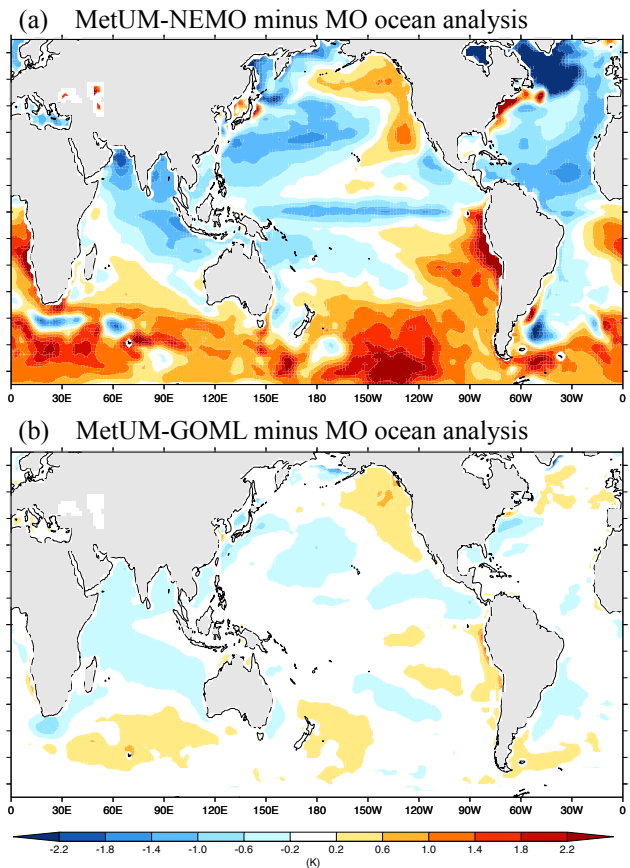 (a) MetUM-NEMO minus MO ocean analysis
0 30E 60E 90E 120E 150E 180 150W 120W 90W 60W 30W 0
(b) MetUM-GOML minus MO ocean analysis
0 30E 60E 90E 120E 150E 180 150W 120W 90W 60W 30W 0
-2.2 -1.8 -1.4 -1.0 -0.6 -0.2 0.2 0.6 1.0 1.4 1.8 2.2
(K)